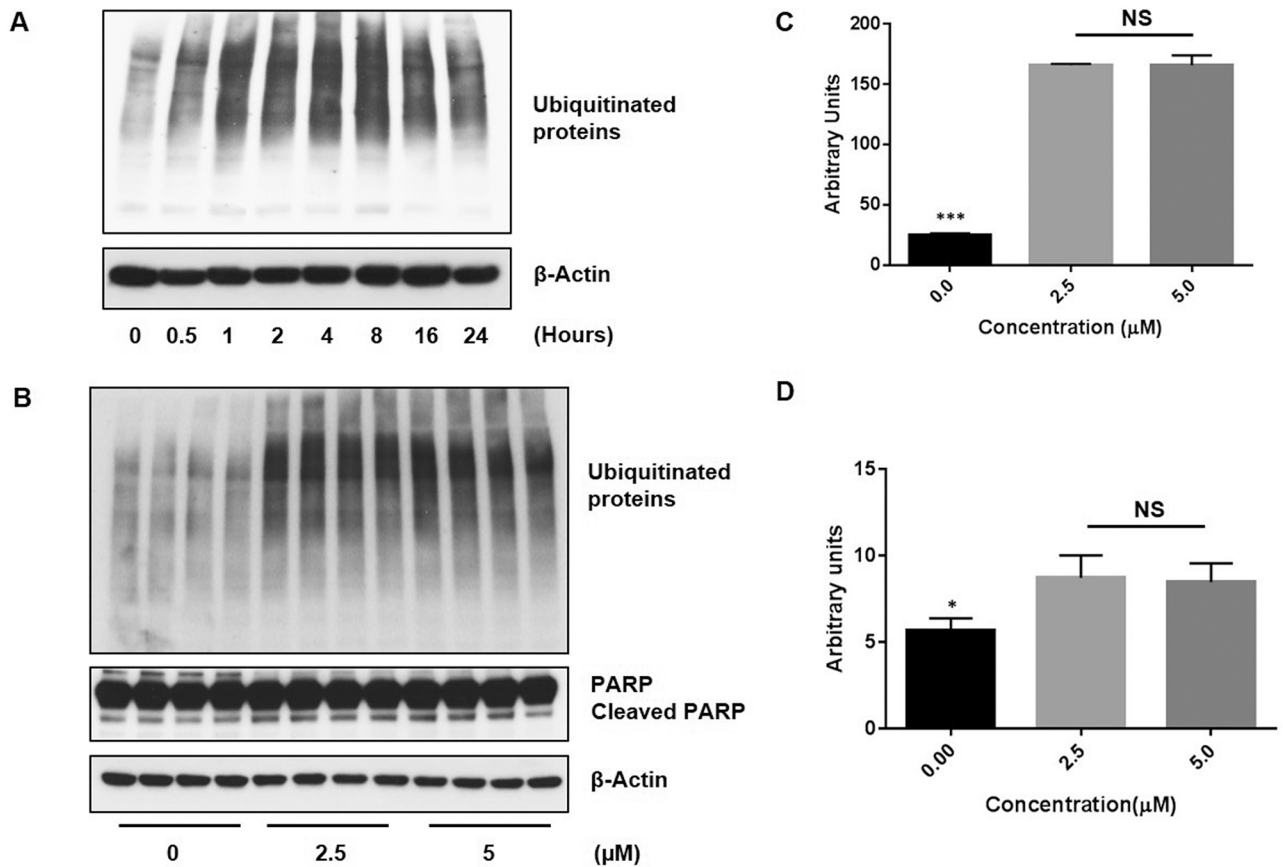 A
Ubiquitinated
proteins
β-Actin
0 0.5 1 2 4 8 16 24 (Hours)
B
Ubiquitinated
proteins
PARP
Cleaved PARP
β-Actin
0 2.5 5 (μM)
C
NS
200
150
100
50
0
Arbitrary Units
***
0.0 2.5 5.0
Concentration (μM)
D
NS
15
10
5
0
Arbitrary units
*
0.00 2.5 5.0
Concentration(μM)